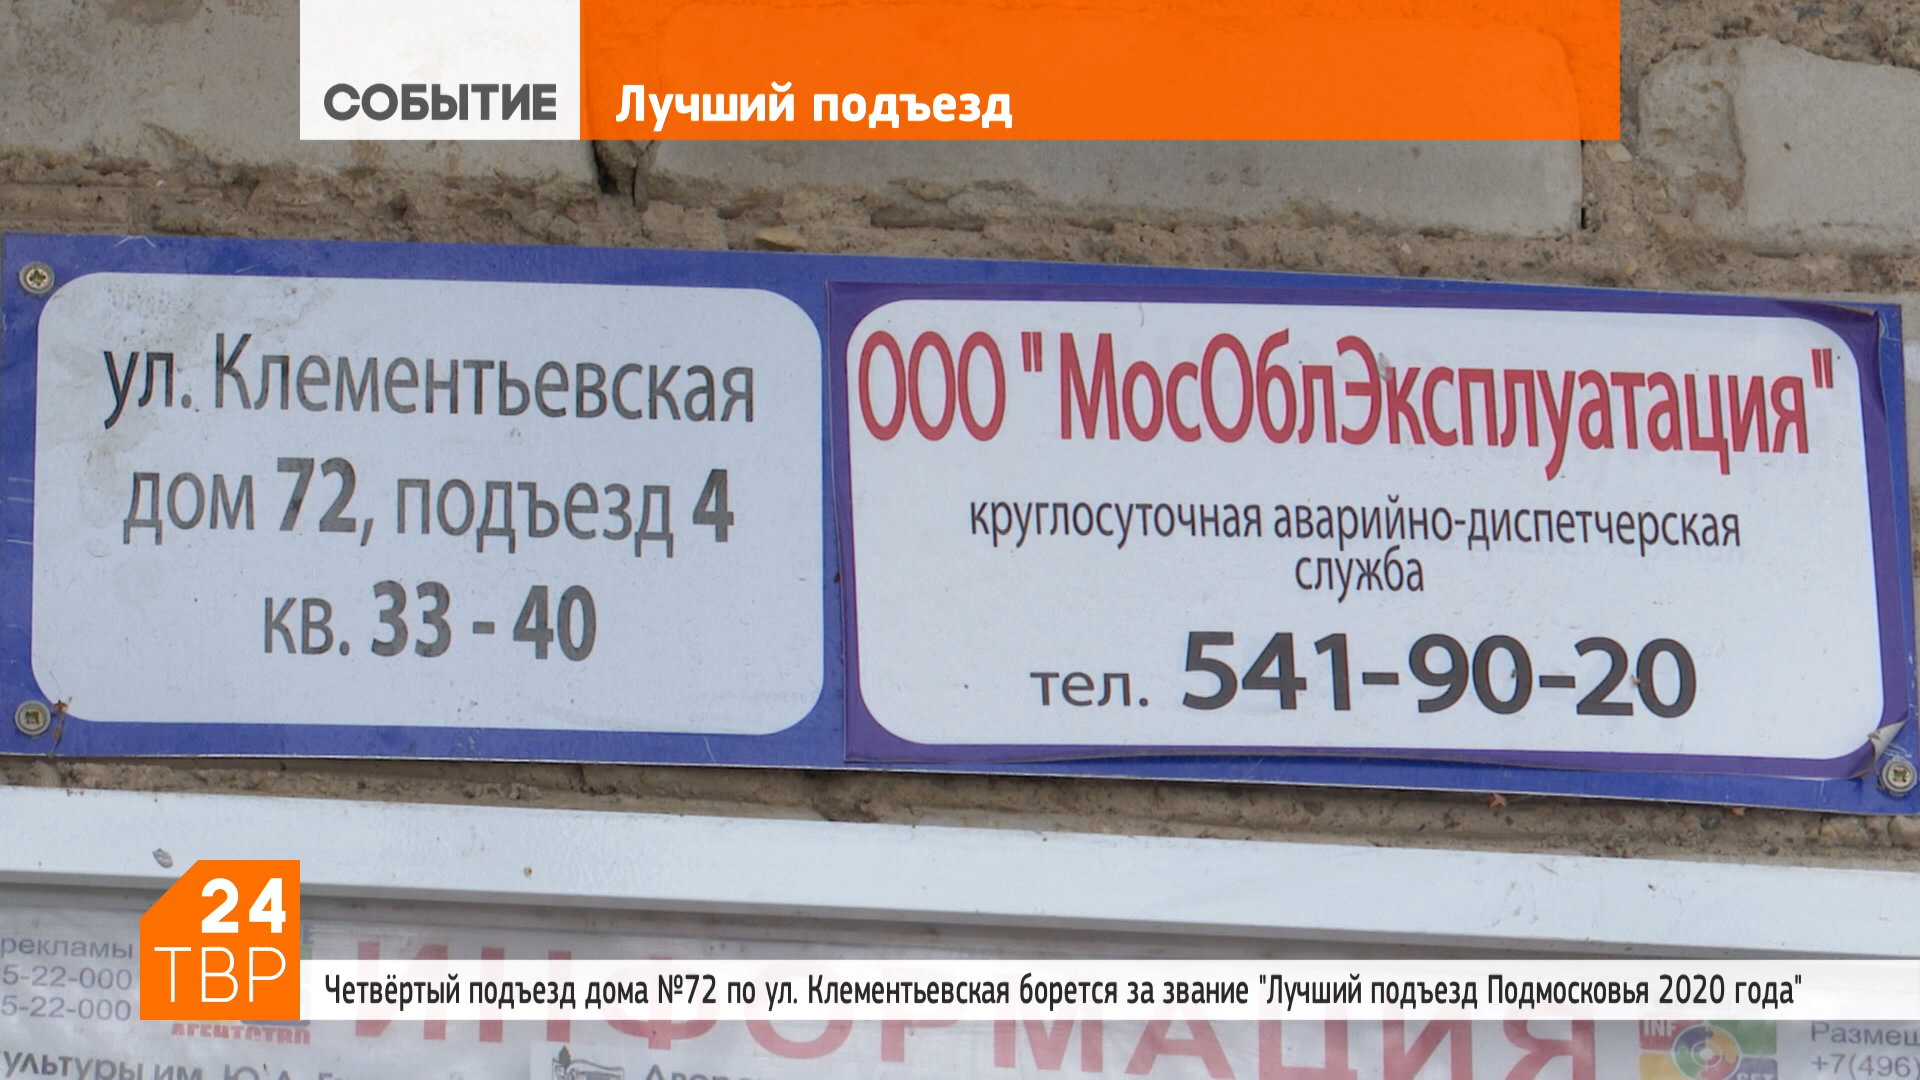 СОБЫТИЕ
Лучший подъезд
ул. Клементьевская
дом 72, подъезд 4
кв. 33 - 40
ООО "МосОблЭксплуатация"
круглосуточная аварийно-диспетчерская
служба
тел. 541-90-20
24
ТВР
Четвёртый подъезд дома №72 по ул. Клементьевская борется за звание "Лучший подъезд Подмосковья 2020 года"
рекламы
5-22-000
5-22-000
АГЕНТСТВО
ИНФОРМАЦИЯ
INF
+7(496)